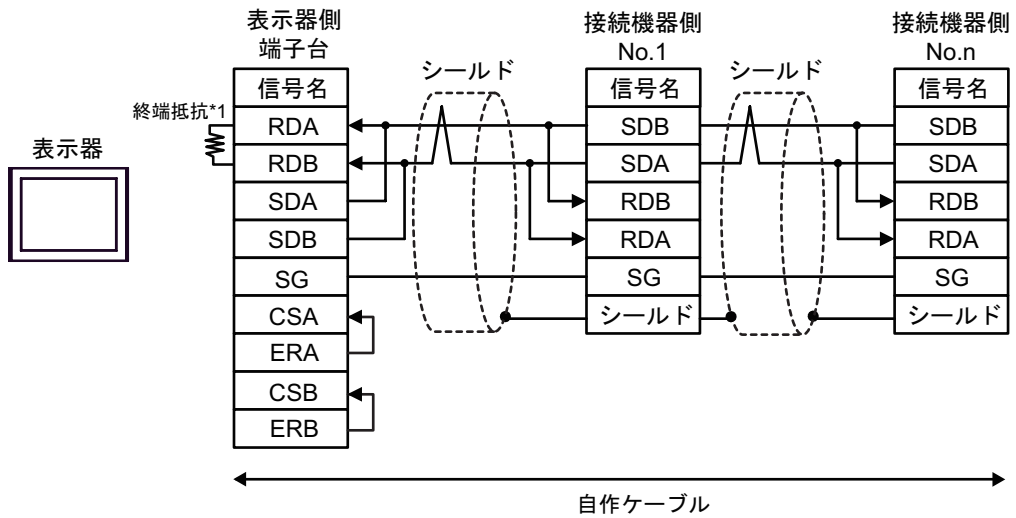 表示器
終端抵抗*1
表示器側
端子台
信号名
RDA
RDB
SDA
SDB
SG
CSA
ERA
CSB
ERB
シールド
接続機器側
No.1
信号名
SDB
SDA
RDB
RDA
SG
シールド
シールド
接続機器側
No.n
信号名
SDB
SDA
RDB
RDA
SG
シールド
自作ケーブル